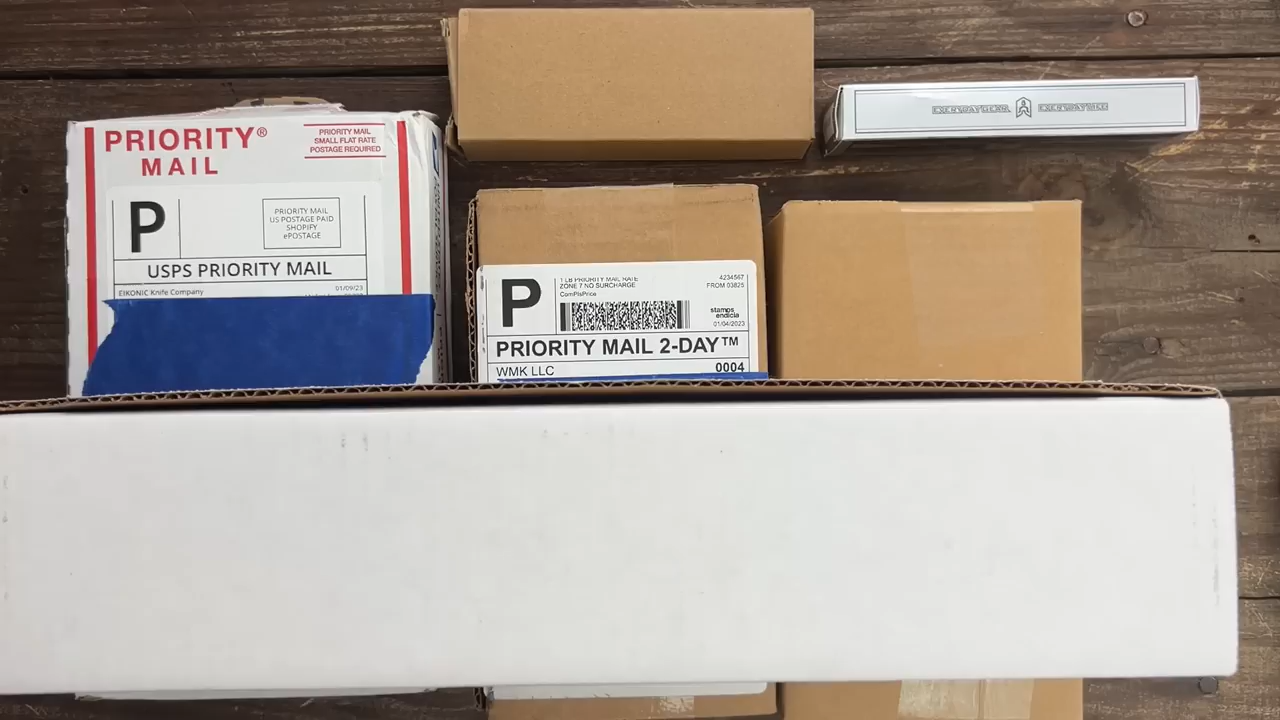 PRIORITY®
MAIL
PRIORITY MAIL
SMALL FLAT RATE
POSTAGE REQUIRED
P
PRIORITY MAIL
US POSTAGE PAID
SHOPIFY
ePOSTAGE
USPS PRIORITY MAIL
EIKONIC Knife Company
01/09/23
P
1 LB PRIORITY MAIL RATE
ZONE 7 NO SURCHARGE
ComPlsPrice
4234567
FROM 03825
stamps
endicia
01/04/2023
PRIORITY MAIL 2-DAY™
WMK LLC
0004